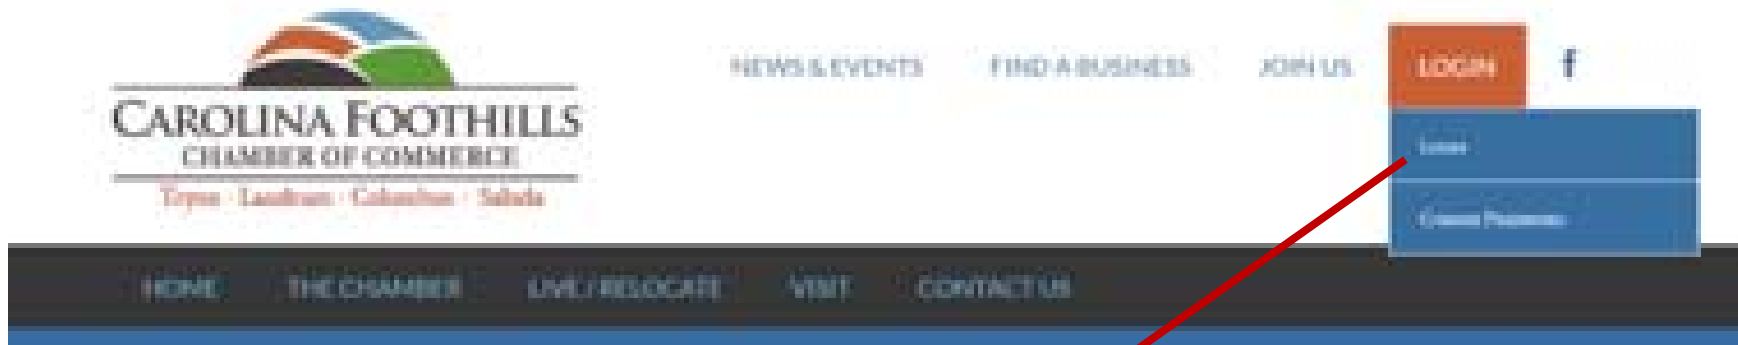 NEWS & EVENTS FIND A BUSINESS JOIN US LOGIN f
CAROLINA FOOTHILLS
CHAMBER OF COMMERCE
Tryon · Landrum · Columbus · Saluda
Login
HOME THE CHAMBER LIVE / RELOCATE VISIT CONTACT US